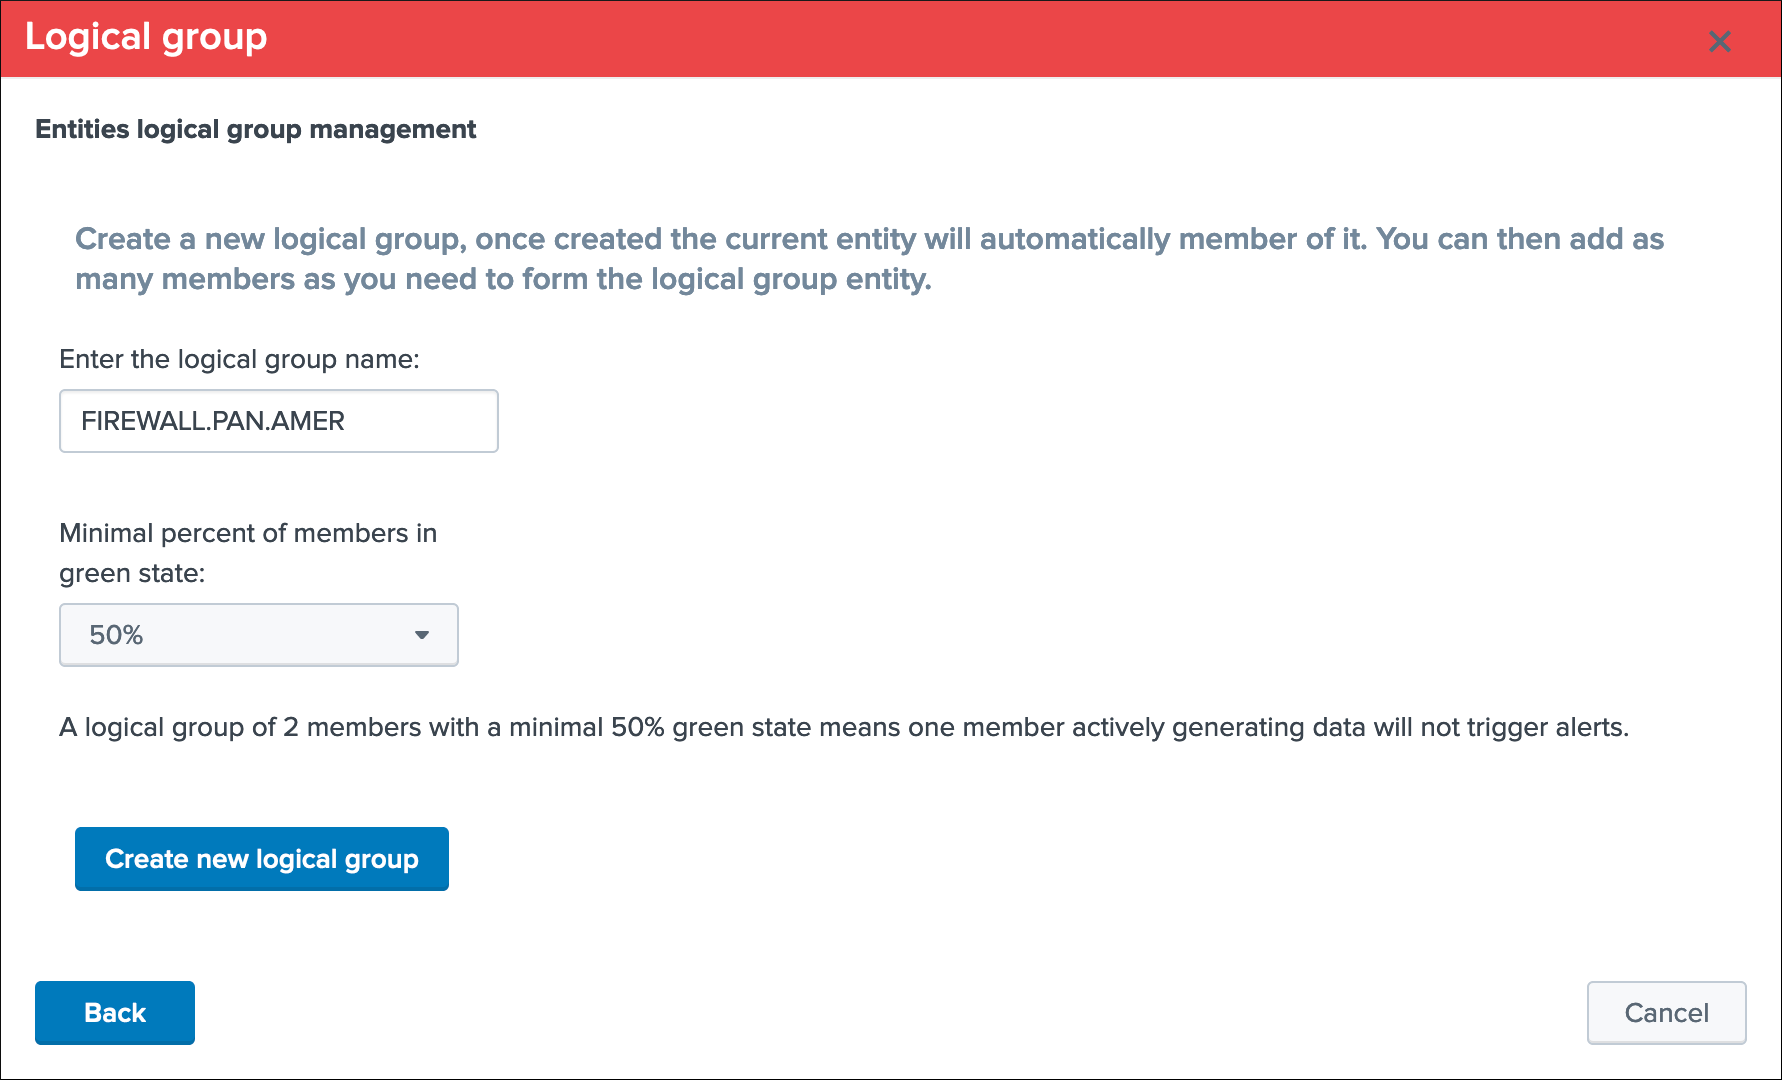 Logical group
Entities logical group management
Create a new logical group, once created the current entity will automatically member of it. You can then add as
many members as you need to form the logical group entity.
Enter the logical group name:
FIREWALL.PAN.AMER
Minimal percent of members in
green state:
50%
A logical group of 2 members with a minimal 50% green state means one member actively generating data will not trigger alerts.
Create new logical group
Back
Cancel